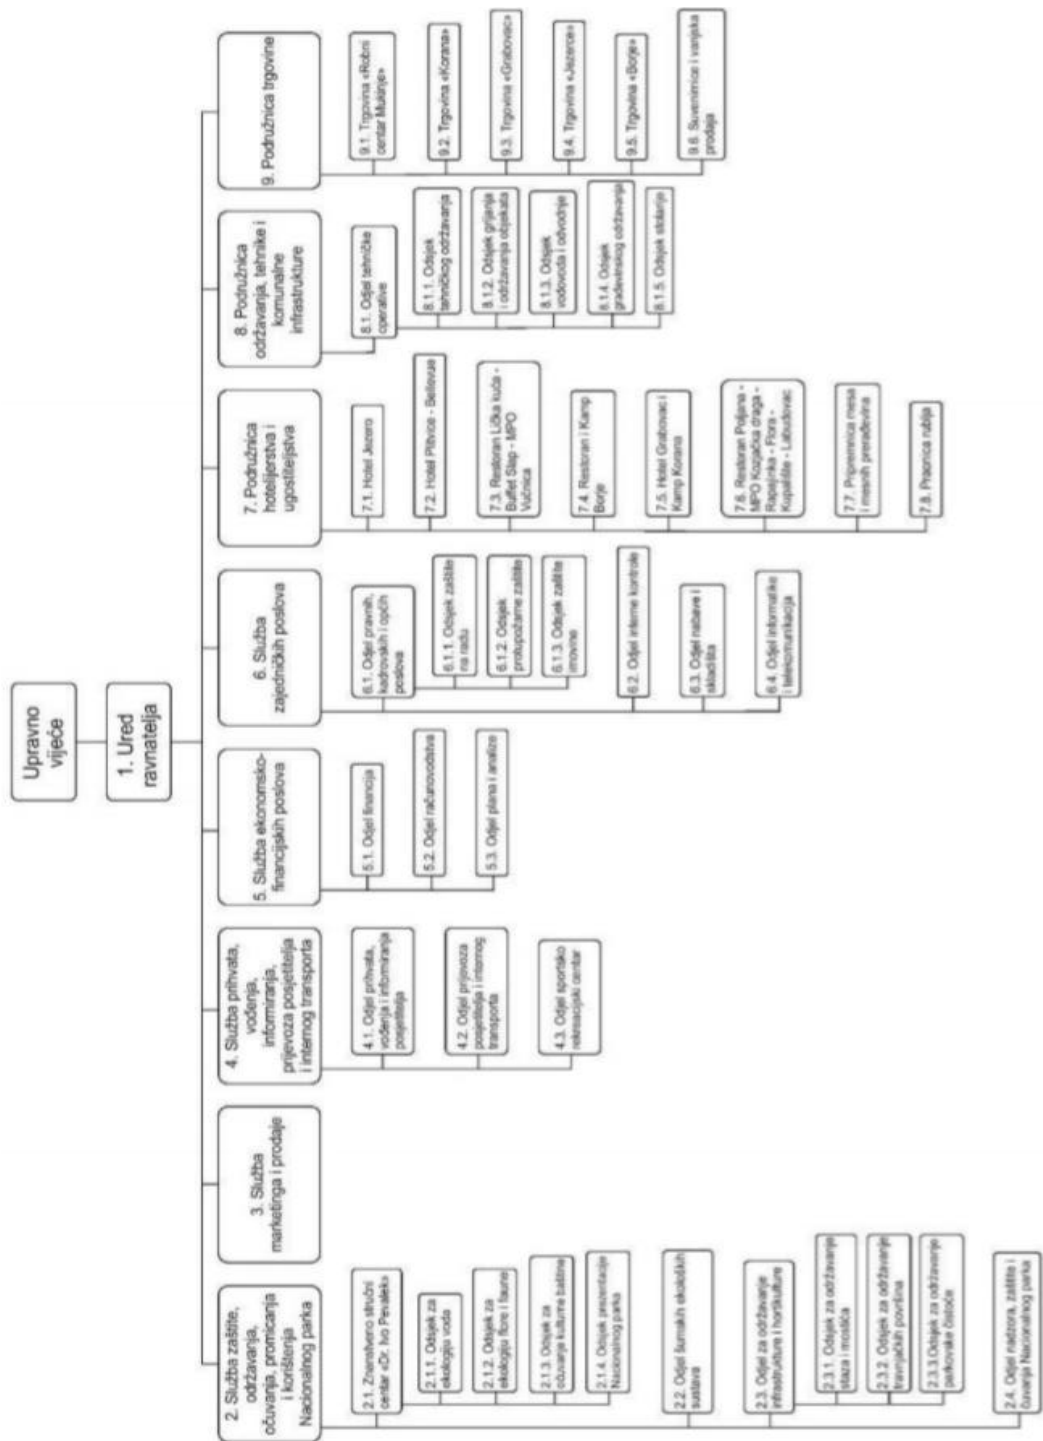 Upravno
vijeće
1. Ured
ravnatelja
2. Služba zaštite,
održavanja,
očuvanja, promicanja
i korištenja
Nacionalnog parka
2.1. Znanstveno stručni
centar «Dr. Ivo Pevalek»
2.1.1. Odsjek za
ekologiju voda
2.1.2. Odsjek za
ekologiju flore i faune
2.1.3. Odsjek za
očuvanje kulturne baštine
2.1.4. Odsjek prezentacije
Nacionalnog parka
2.2. Odjel šumskih ekoloških
sustava
2.3. Odjel za održavanje
infrastrukture i hortikulture
2.3.1. Odsjek za održavanje
staza i mostića
2.3.2. Odsjek za održavanje
travnjačkih površina
2.3.3.Odsjek za održavanje
parkovske čistoće
2.4. Odjel nadzora, zaštite i
čuvanja Nacionalnog parka
3. Služba
marketinga i prodaje
4. Služba prihvata,
vođenja,
informiranja,
prijevoza posjetitelja
i internog transporta
4.1. Odjel prihvata,
vođenja i informiranja
posjetitelja
4.2. Odjel prijevoza
posjetitelja i internog
transporta
4.3. Odjel sportsko
rekreacijski centar
5. Služba ekonomsko-
financijskih poslova
5.1. Odjel financija
5.2. Odjel računovodstva
5.3. Odjel plana i analize
6. Služba
zajedničkih poslova
6.1. Odjel pravnih,
kadrovskih i općih
poslova
6.1.1. Odsjek zaštite
na radu
6.1.2. Odsjek
protupožarne zaštite
6.1.3. Odsjek zaštite
imovine
6.2. Odjel interne kontrole
6.3. Odjel nabave i
skladišta
6.4. Odjel informatike
i telekomunikacija
7. Područnica
hotelijerstva i
ugostiteljstva
7.1. Hotel Jezero
7.2. Hotel Plitvice - Bellevue
7.3. Restoran Lička kuća -
Buffet Slap - MPO
Vučnica
7.4. Restoran i Kamp
Borje
7.5. Hotel Grabovac i
Kamp Korana
7.6. Restoran Poljana -
MPO Kozjačka draga -
Rapajinka - Flora -
Kupalište - Labudovac
7.7. Pripremnica mesa
i mesnih prerađevina
7.8. Praonica rublja
8. Područnica
održavanja, tehnike i
komunalne
infrastrukture
8.1. Odjel tehničke
operative
8.1.1. Odsjek
tehničkog održavanja
8.1.2. Odsjek grijanja
i održavanja objekata
8.1.3. Odsjek
vodovoda i odvodnje
8.1.4. Odsjek
građevinskog održavanja
8.1.5. Odsjek stolarije
9. Područnica trgovine
9.1. Trgovina «Robni
centar Mukinje»
9.2. Trgovina «Korana»
9.3. Trgovina «Grabovac»
9.4. Trgovina «Jezerce»
9.5. Trgovina «Borje»
9.6. Suvenirnice i vanjska
prodaja